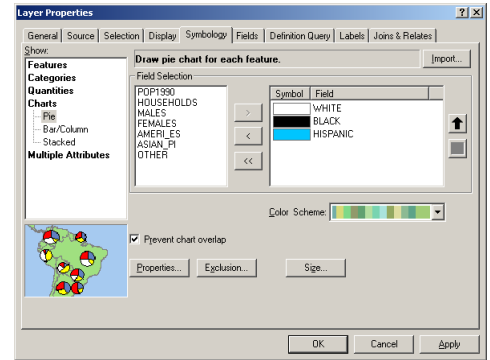 Layer Properties
General Source Selection Display Symbology Fields Definition Query Labels Joins & Relates
Show:
Features
Categories
Quantities
Charts
Pie
Bar/Column
Stacked
Multiple Attributes
Draw pie chart for each feature.
Import...
Field Selection
POP1990
HOUSEHOLDS
MALES
FEMALES
AMERI_ES
ASIAN_PI
OTHER
>
<
<<
Symbol Field
WHITE
BLACK
HISPANIC
Color Scheme:
Prevent chart overlap
Properties... Exclusion... Size...
OK Cancel Apply